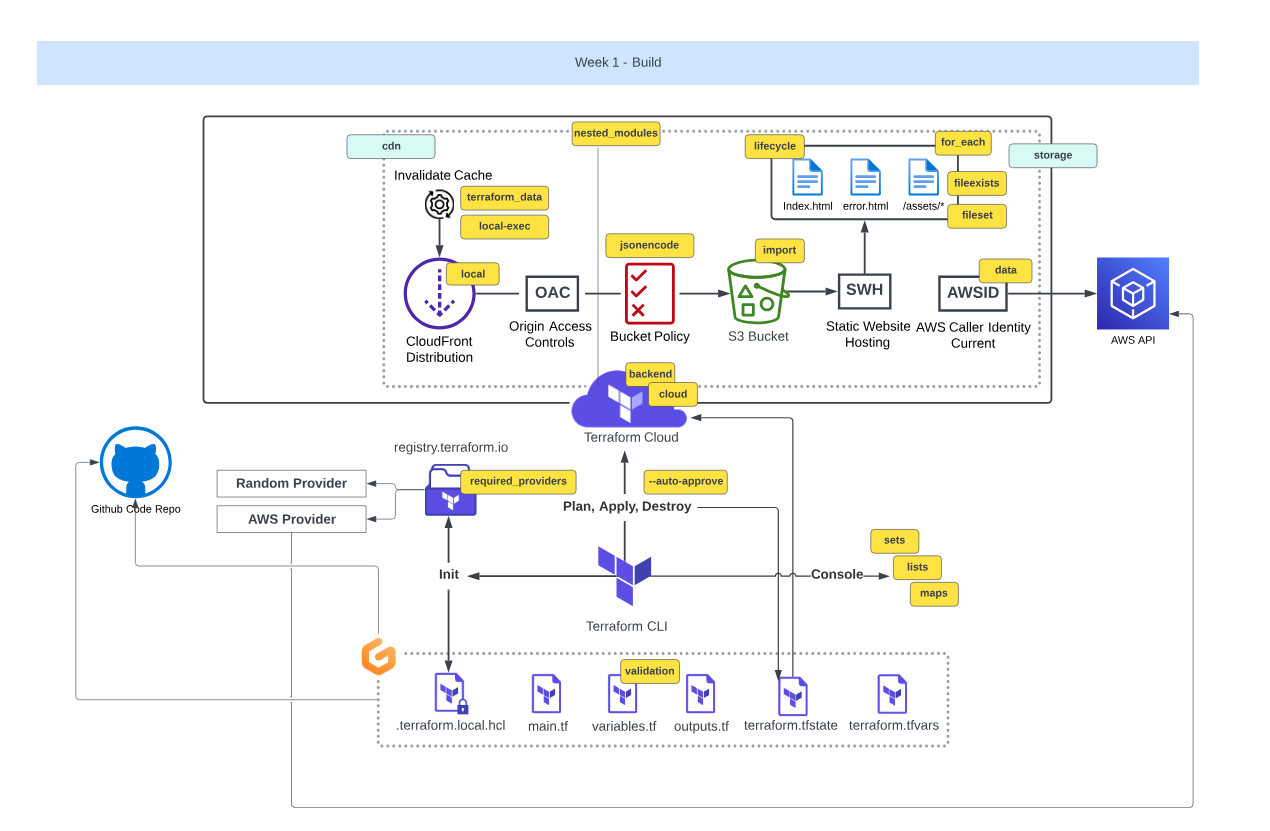 Week 1 - Build
nested_modules
cdn
lifecycle
for_each
storage
Invalidate Cache
terraform_data
local-exec
Index.html
error.html
/assets/*
fileexists
fileset
jsonencode
import
local
data
OAC
SWH
AWSID
CloudFront
Distribution
Origin Access
Controls
Bucket Policy
S3 Bucket
Static Website
Hosting
AWS Caller Identity
Current
AWS API
backend
cloud
Terraform Cloud
registry.terraform.io
required_providers
--auto-approve
Random Provider
AWS Provider
Github Code Repo
Plan, Apply, Destroy
Init
Console
sets
lists
maps
Terraform CLI
validation
.terraform.local.hcl
main.tf
variables.tf
outputs.tf
terraform.tfstate
terraform.tfvars